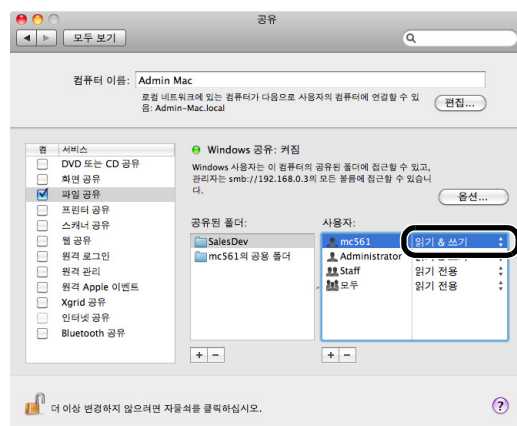 공유
모두 보기
컴퓨터 이름: Admin Mac
로컬 네트워크에 있는 컴퓨터가 다음으로 사용자의 컴퓨터에 연결할 수 있
음: Admin-Mac.local
편집...
켬 서비스
DVD 또는 CD 공유
화면 공유
파일 공유
프린터 공유
스캐너 공유
웹 공유
원격 로그인
원격 관리
원격 Apple 이벤트
Xgrid 공유
인터넷 공유
Bluetooth 공유
Windows 공유: 켜짐
Windows 사용자는 이 컴퓨터의 공유된 폴더에 접근할 수 있고,
관리자는 smb://192.168.0.3의 모든 볼륨에 접근할 수 있습니
다.
옵션...
공유된 폴더:
SalesDev
mc561의 공용 폴더
사용자:
mc561 읽기 & 쓰기
Administrator 읽기 & 쓰기
Staff 읽기 전용
모두 읽기 전용
+ −
+ −
더 이상 변경하지 않으려면 자물쇠를 클릭하십시오.
?